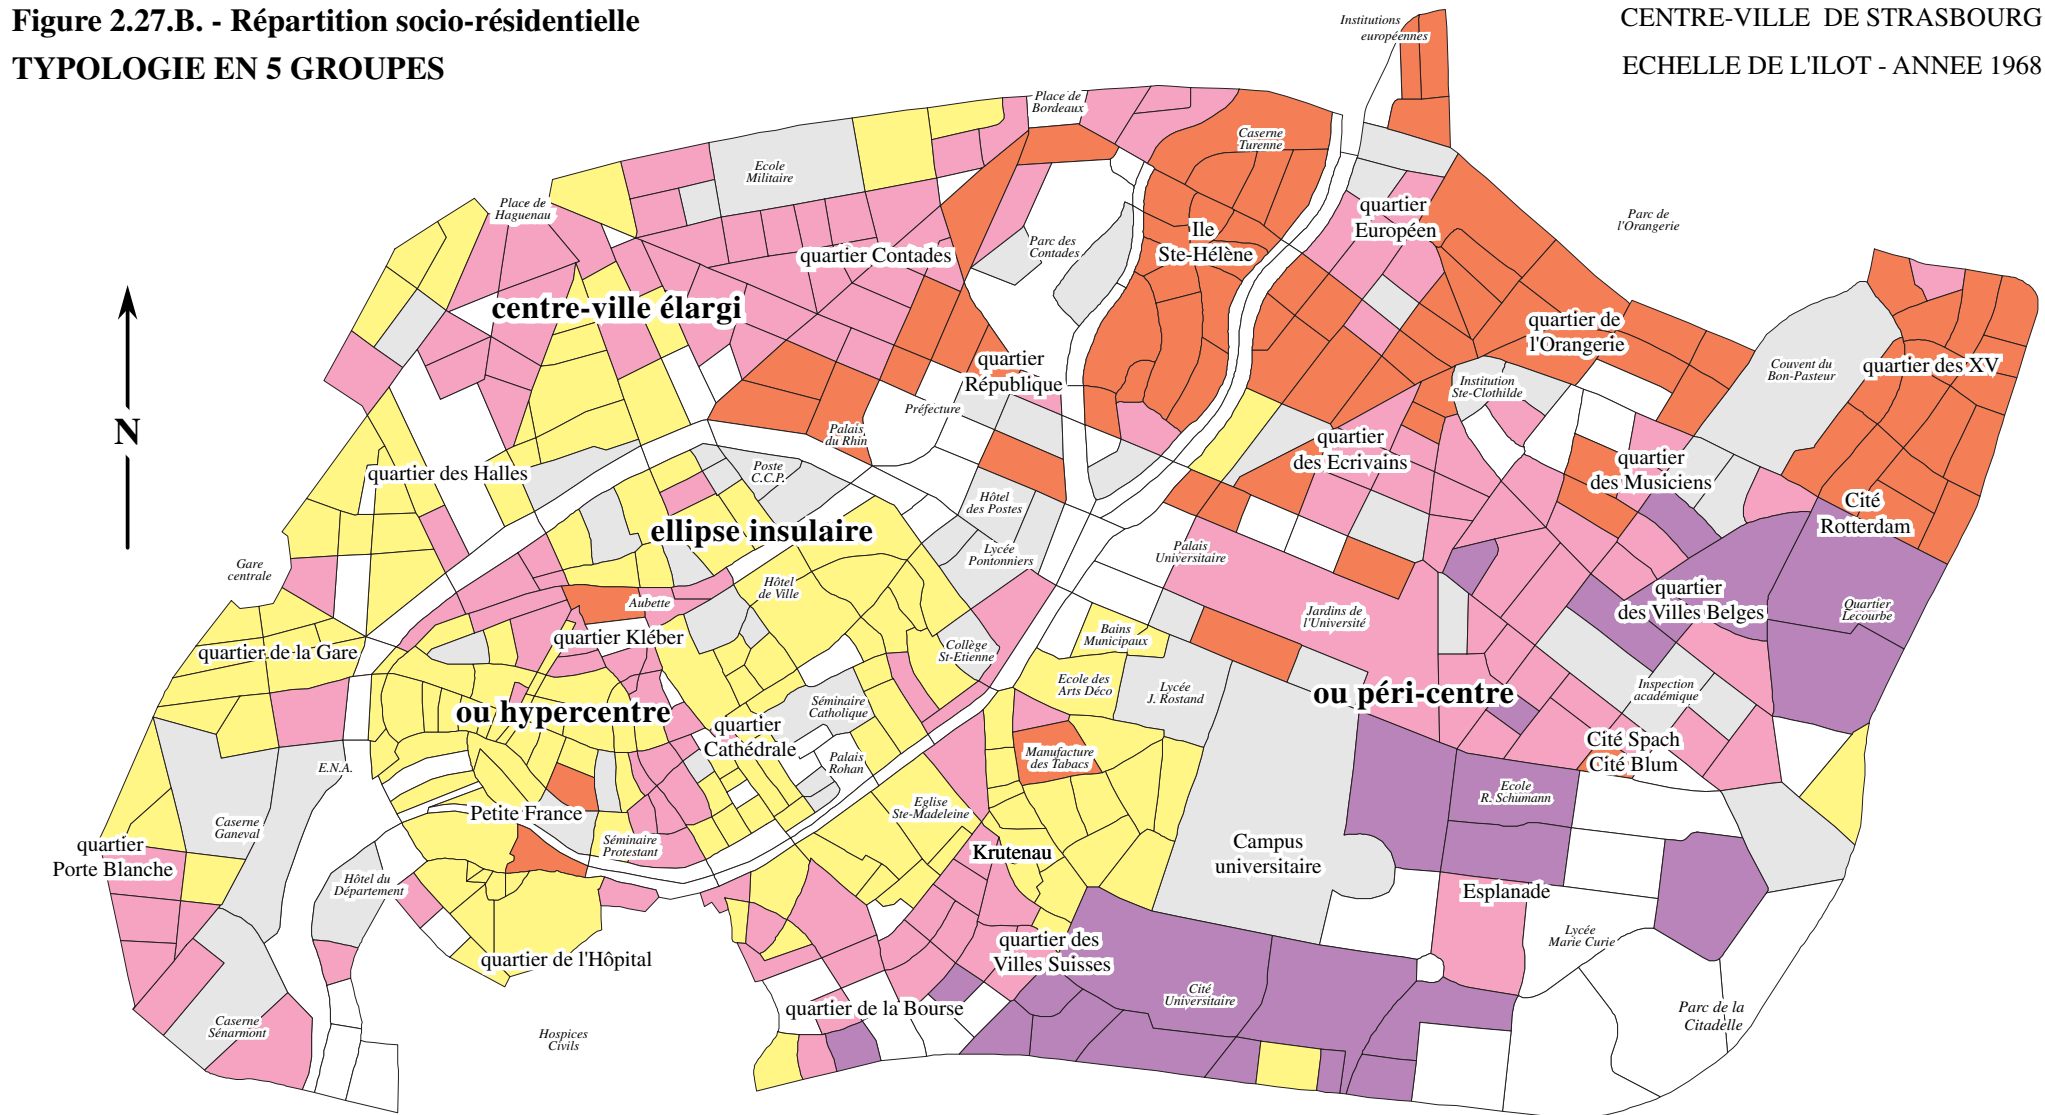 Figure 2.27.B. - Répartition socio-résidentielle
TYPOLOGIE EN 5 GROUPES
CENTRE-VILLE DE STRASBOURG
ECHELLE DE L'ILOT - ANNEE 1968
Institutions
européennes
Place de
Bordeaux
Caserne
Turenne
Ecole
Militaire
Place de
Haguenau
quartier
Européen
Parc de
l'Orangerie
Ile
Ste-Hélène
Parc des
Contades
quartier Contades
centre-ville élargi
quartier de
l'Orangerie
quartier
République
Couvent du
Bon-Pasteur
quartier des XV
Institution
Ste-Clothilde
Préfecture
Palais
du Rhin
N
quartier
des Ecrivains
quartier
des Musiciens
quartier des Halles
Poste
C.C.P.
Hôtel
des Postes
Cité
Rotterdam
ellipse insulaire
Lycée
Pontonniers
Palais
Universitaire
Gare
centrale
Hôtel
de Ville
Aubette
quartier
des Villes Belges
Quartier
Lecourbe
Jardins de
l'Université
quartier Kléber
Bains
Municipaux
Collège
St-Etienne
quartier de la Gare
Ecole des
Arts Déco
Lycée
J. Rostand
ou péri-centre
Inspection
académique
ou hypercentre
Séminaire
Catholique
quartier
Cathédrale
Palais
Rohan
Manufacture
des Tabacs
Cité Spach
Cité Blum
E.N.A.
Ecole
R. Schumann
Petite France
Eglise
Ste-Madeleine
Caserne
Ganeval
Séminaire
Protestant
quartier
Porte Blanche
Krutenau
Campus
universitaire
Hôtel du
Département
Esplanade
Lycée
Marie Curie
quartier des
Villes Suisses
quartier de l'Hôpital
Cité
Universitaire
quartier de la Bourse
Parc de la
Citadelle
Caserne
Sénarmont
Hospices
Civils